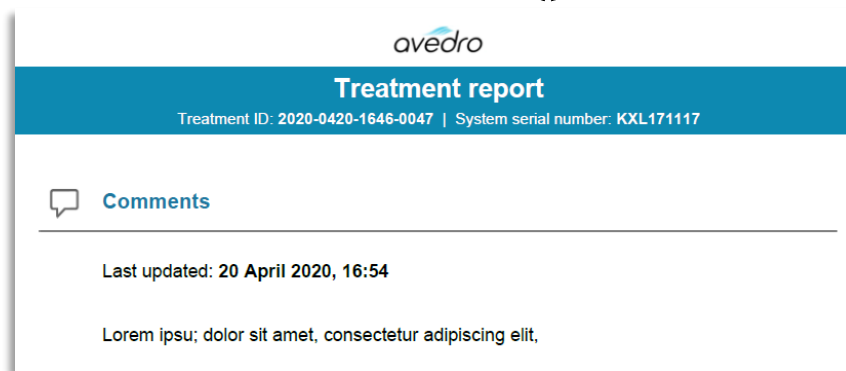 avedro
Treatment report
Treatment ID: 2020-0420-1646-0047 | System serial number: KXL171117
Comments
Last updated: 20 April 2020, 16:54
Lorem ipsu; dolor sit amet, consectetur adipiscing elit,